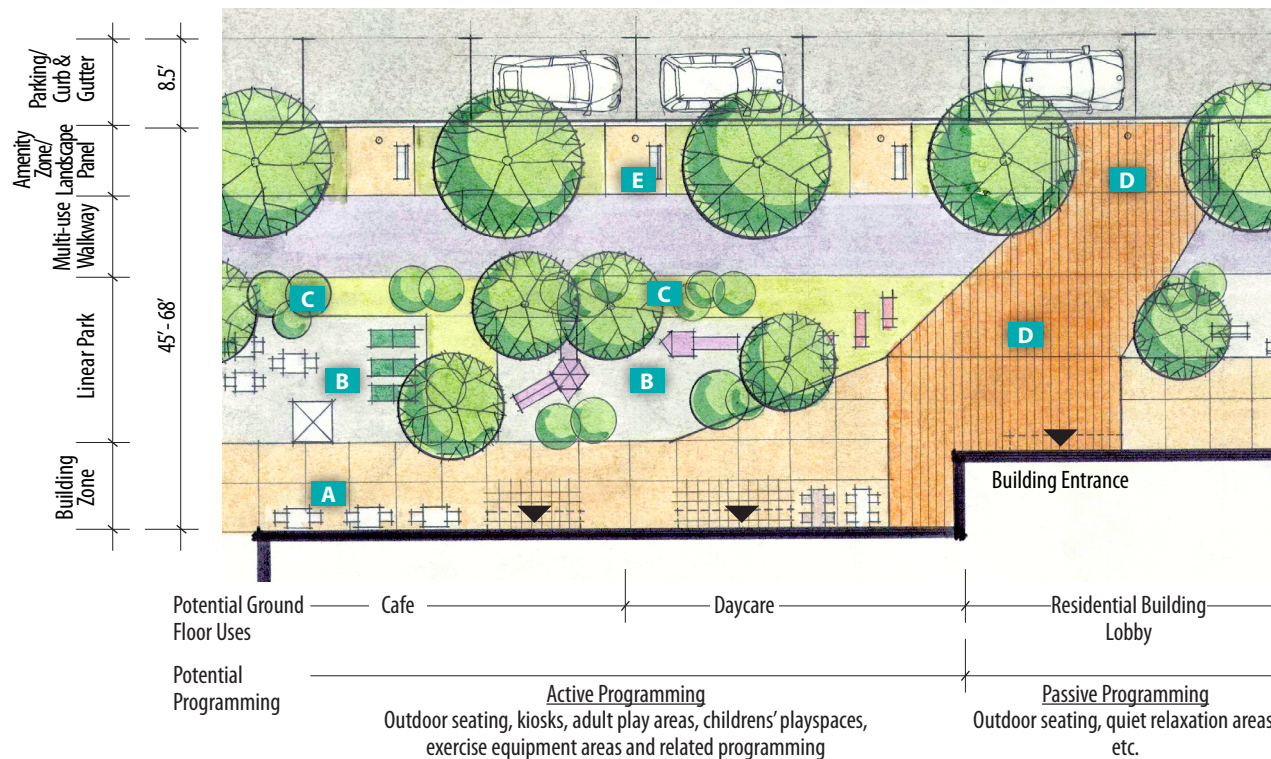 Parking/
Curb &
Gutter
8.5’
Amenity
Zone/
Landscape
Panel
Multi-use
Walkway
Linear Park
45’- 68’
Building
Zone
E
D
C
C
D
B
B
A
Building Entrance
Potential Ground
Floor Uses
Cafe
Daycare
Residential Building
Lobby
Potential
Programming
Active Programming
Outdoor seating, kiosks, adult play areas, childrens’ playspaces,
exercise equipment areas and related programming
Passive Programming
Outdoor seating, quiet relaxation areas
etc.